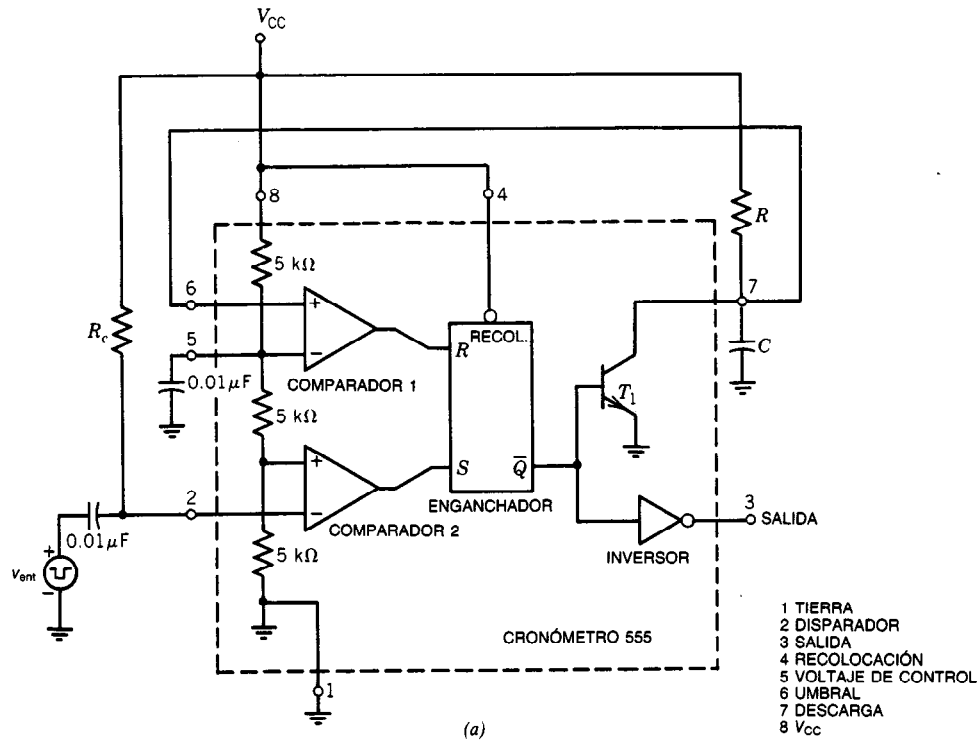 V_CC
8
4
R
5 kΩ
7
6
R_c
5
+
−
RECOL.
R
C
0.01 μF
COMPARADOR 1
T_1
5 kΩ
+
S
Q̄
2
−
ENGANCHADOR
3
SALIDA
0.01 μF
COMPARADOR 2
INVERSOR
5 kΩ
+
v_ent
−
CRONÓMETRO 555
1
(a)
1 TIERRA
2 DISPARADOR
3 SALIDA
4 RECOLOCACIÓN
5 VOLTAJE DE CONTROL
6 UMBRAL
7 DESCARGA
8 V_CC